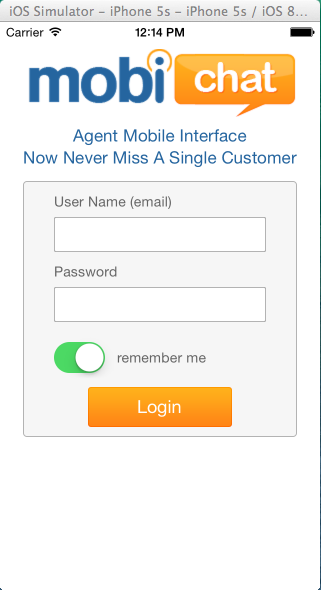 iOS Simulator – iPhone 5s – iPhone 5s / iOS 8...
Carrier 12:14 PM
mobi chat
Agent Mobile Interface
Now Never Miss A Single Customer
User Name (email)
Password
remember me
Login